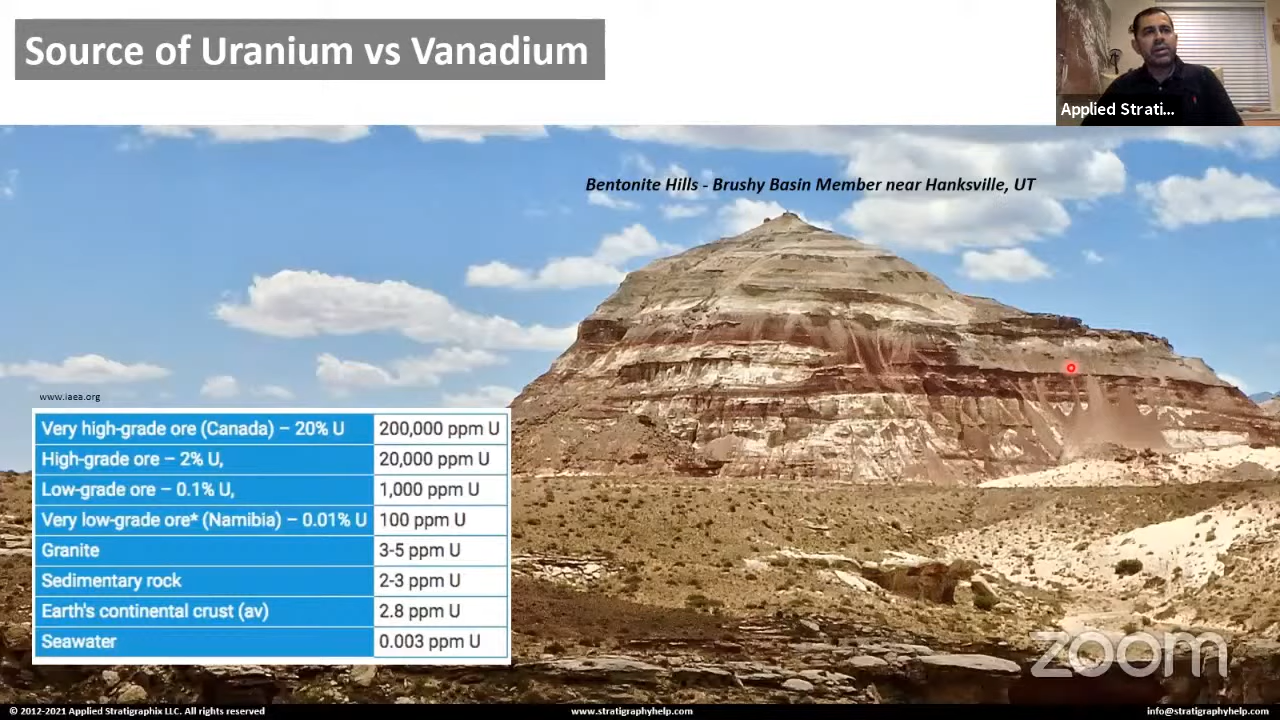 Source of Uranium vs Vanadium
Applied Strati...
Bentonite Hills - Brushy Basin Member near Hanksville, UT
www.iaea.org
Very high-grade ore (Canada) – 20% U 200,000 ppm U
High-grade ore – 2% U, 20,000 ppm U
Low-grade ore – 0.1% U, 1,000 ppm U
Very low-grade ore* (Namibia) – 0.01% U 100 ppm U
Granite 3-5 ppm U
Sedimentary rock 2-3 ppm U
Earth's continental crust (av) 2.8 ppm U
Seawater 0.003 ppm U
zoom
© 2012-2021 Applied Stratigraphix LLC. All rights reserved www.stratigraphyhelp.com info@stratigraphyhelp.com